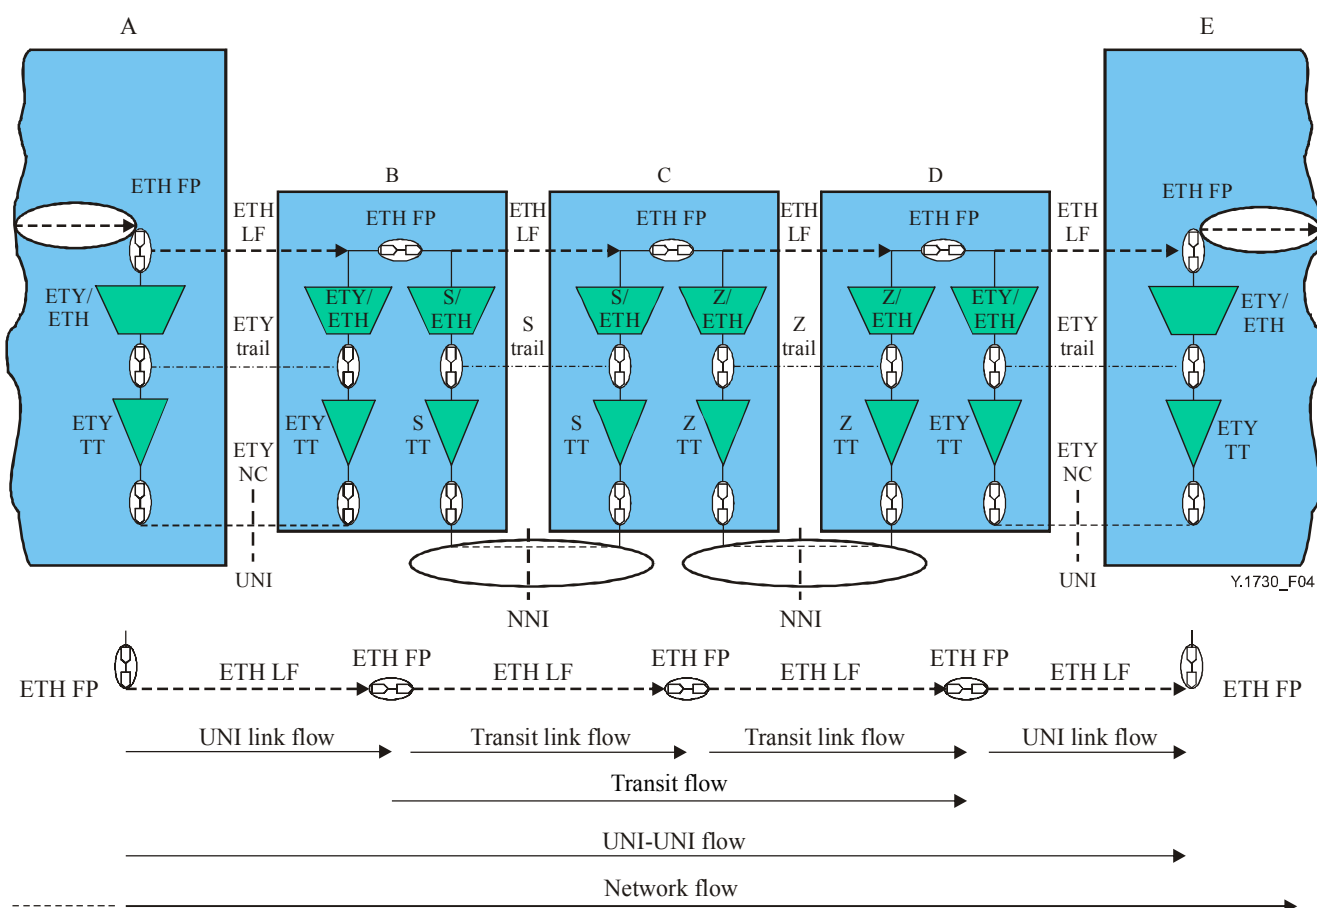 A
E
B
C
D
ETH FP
ETH
LF
ETH FP
ETH
LF
ETH FP
ETH
LF
ETH FP
ETH
LF
ETH FP
ETY/
ETH
ETY
trail
ETY/
ETH
S/
ETH
S
trail
S/
ETH
Z/
ETH
Z
trail
Z/
ETH
ETY/
ETH
ETY
trail
ETY/
ETH
ETY
TT
ETY
NC
ETY
TT
S
TT
S
TT
Z
TT
Z
TT
ETY
TT
ETY
NC
ETY
TT
UNI
NNI
NNI
UNI
Y.1730_F04
ETH FP
ETH LF
ETH FP
ETH LF
ETH FP
ETH LF
ETH FP
ETH LF
ETH FP
UNI link flow
Transit link flow
Transit link flow
UNI link flow
Transit flow
UNI-UNI flow
Network flow